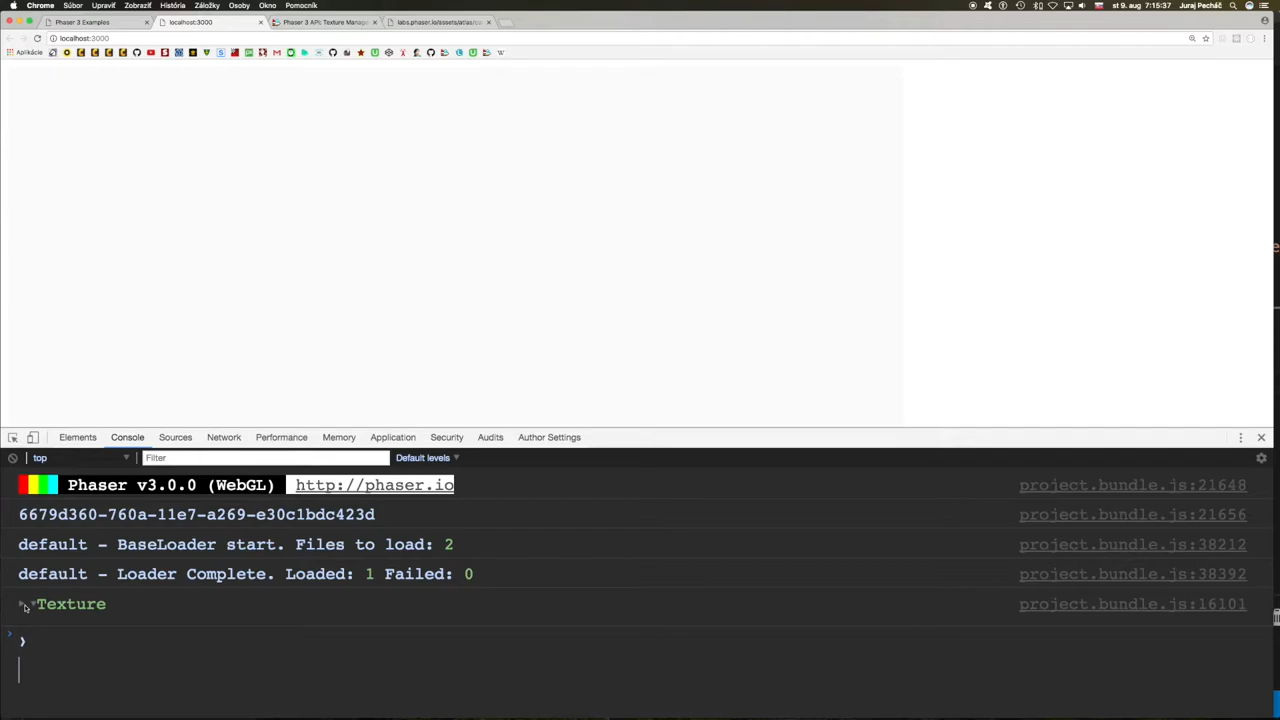 Chrome Súbor Upraviť Zobraziť História Záložky Osoby Okno Pomocník st 9. aug 7:15:37 Juraj Pecháč
Phaser 3 Examples localhost:3000 Phaser 3 API: Texture Mana labs.phaser.io/assets/atlas/
localhost:3000
Aplikácie
Elements Console Sources Network Performance Memory Application Security Audits Author Settings
top Filter Default levels
Phaser v3.0.0 (WebGL) http://phaser.io project.bundle.js:21648
6679d360-760a-11e7-a269-e30c1bdc423d project.bundle.js:21656
default - BaseLoader start. Files to load: 2 project.bundle.js:38212
default - Loader Complete. Loaded: 1 Failed: 0 project.bundle.js:38392
Texture project.bundle.js:16101